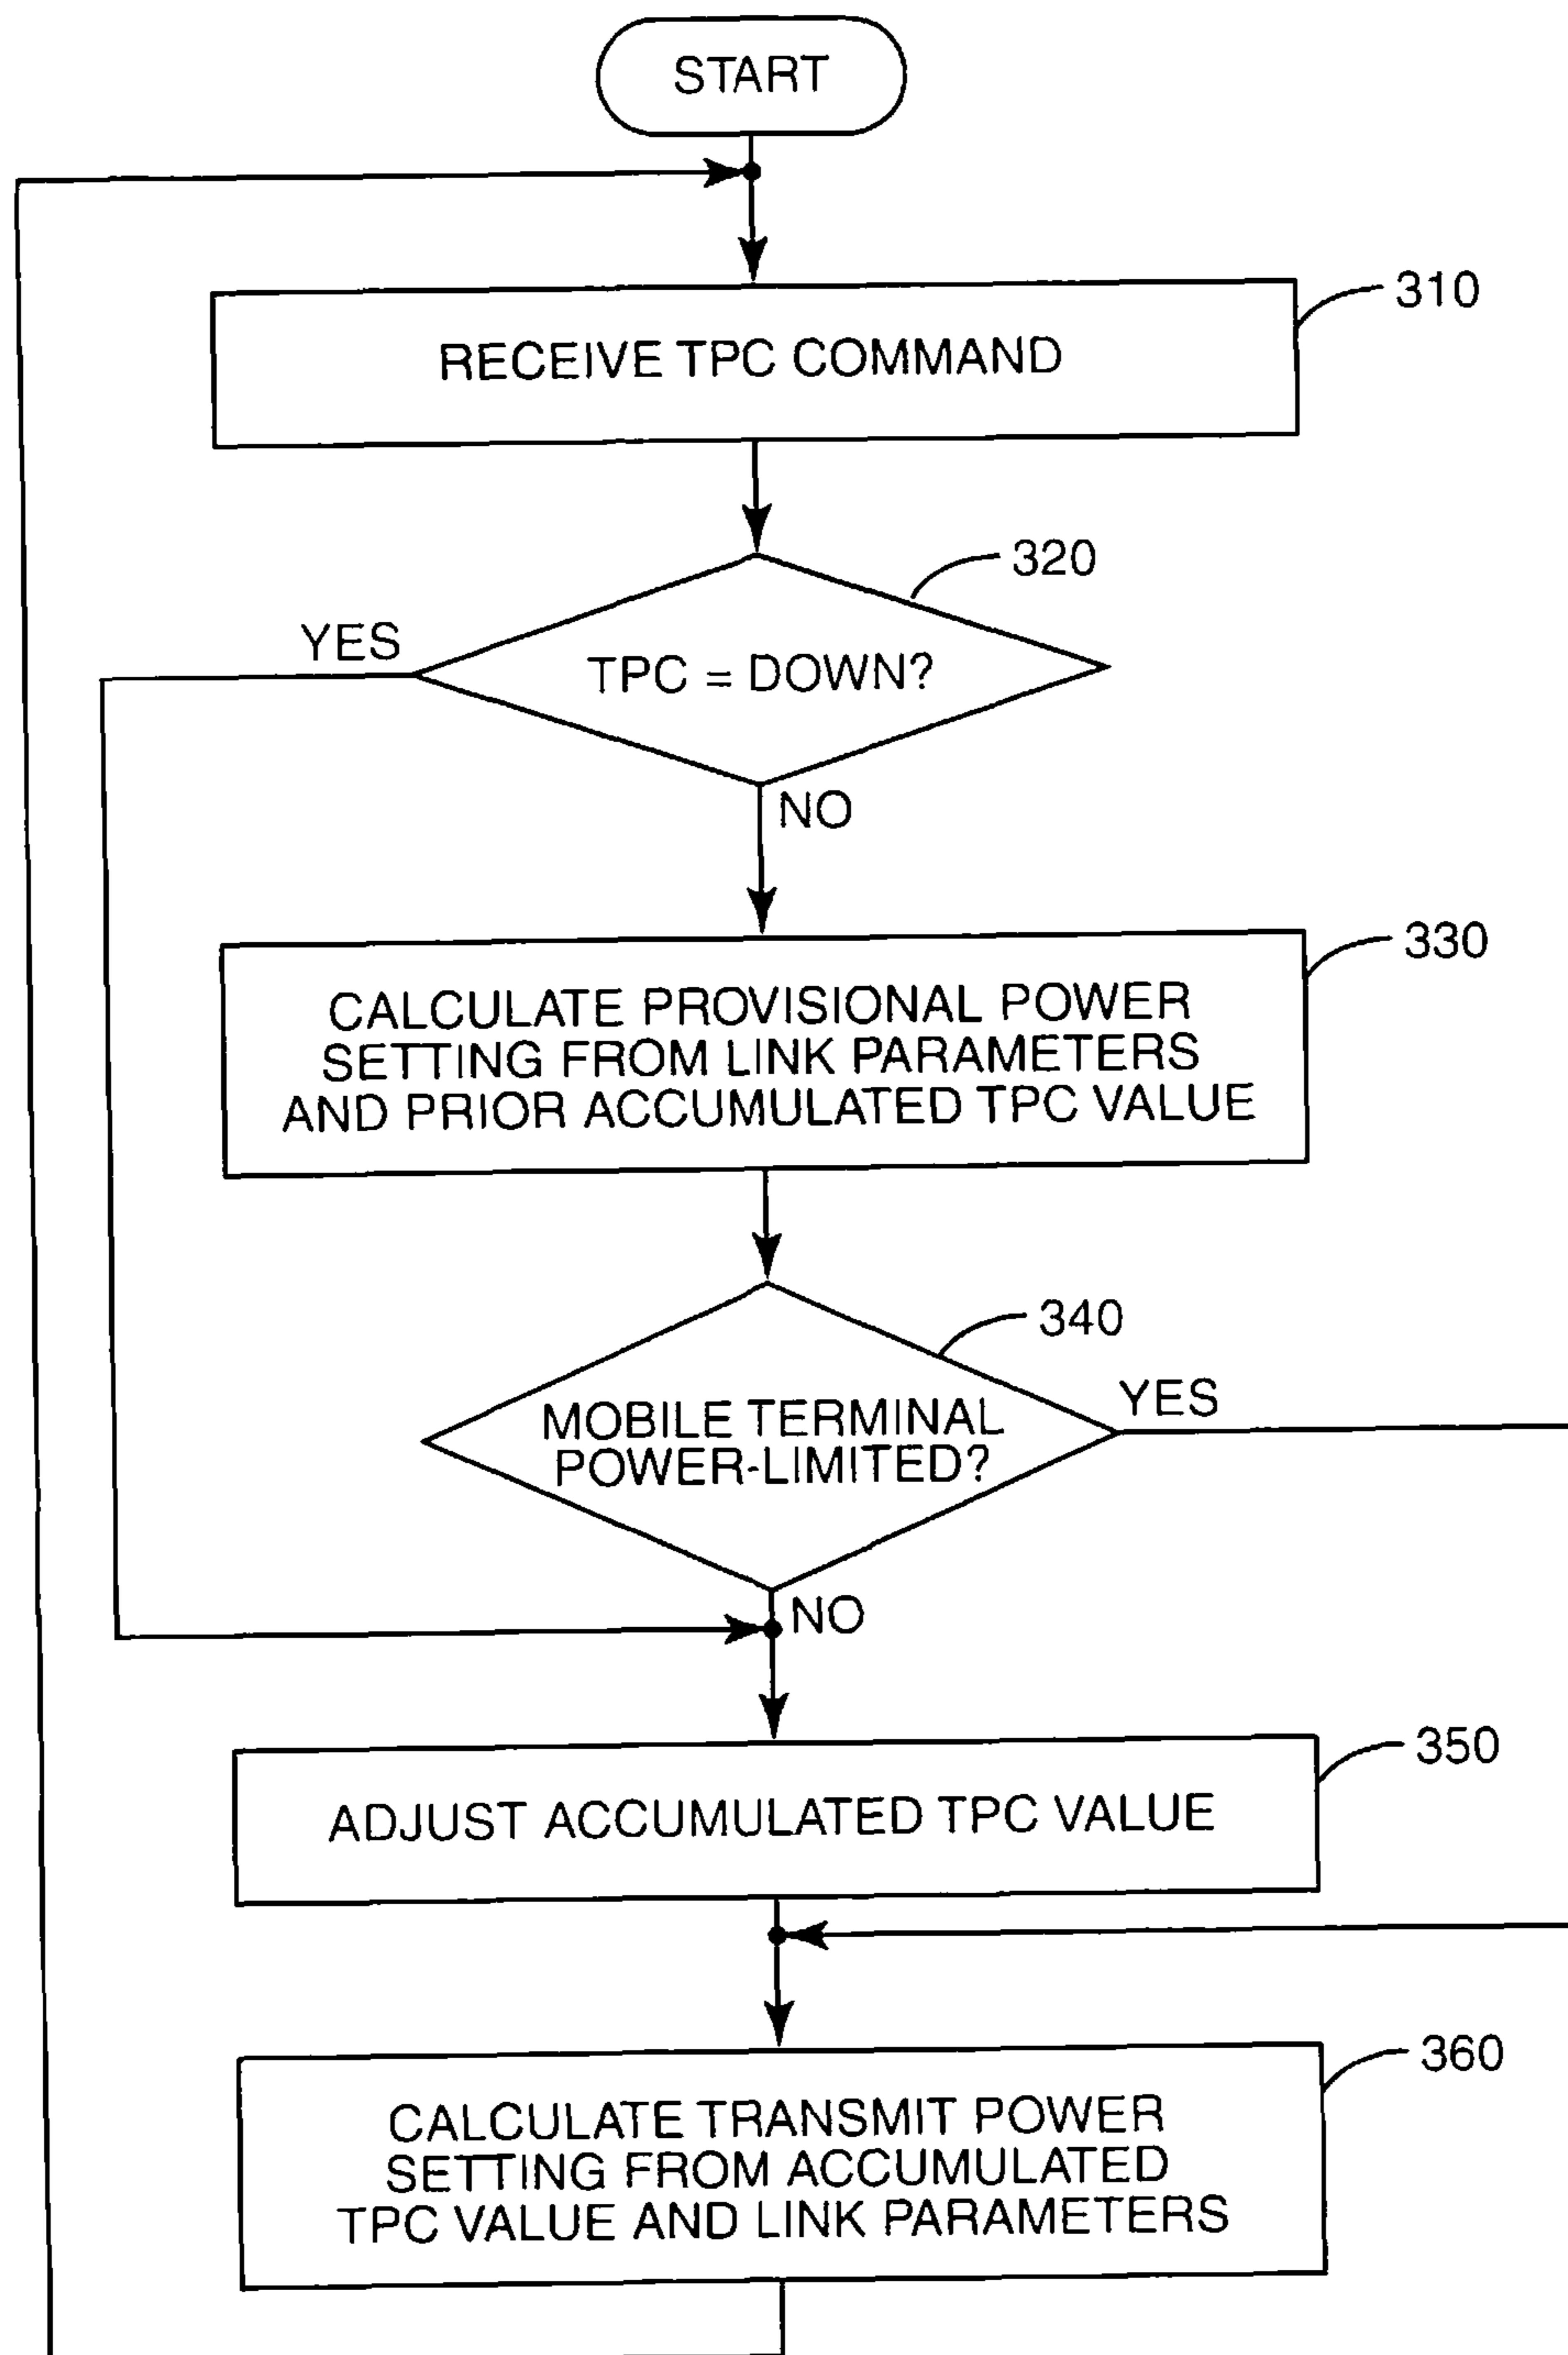 START
310
RECEIVE TPC COMMAND
320
YES
TPC = DOWN?
NO
330
CALCULATE PROVISIONAL POWER
SETTING FROM LINK PARAMETERS
AND PRIOR ACCUMULATED TPC VALUE
340
YES
MOBILE TERMINAL
POWER-LIMITED?
NO
350
ADJUST ACCUMULATED TPC VALUE
360
CALCULATE TRANSMIT POWER
SETTING FROM ACCUMULATED
TPC VALUE AND LINK PARAMETERS